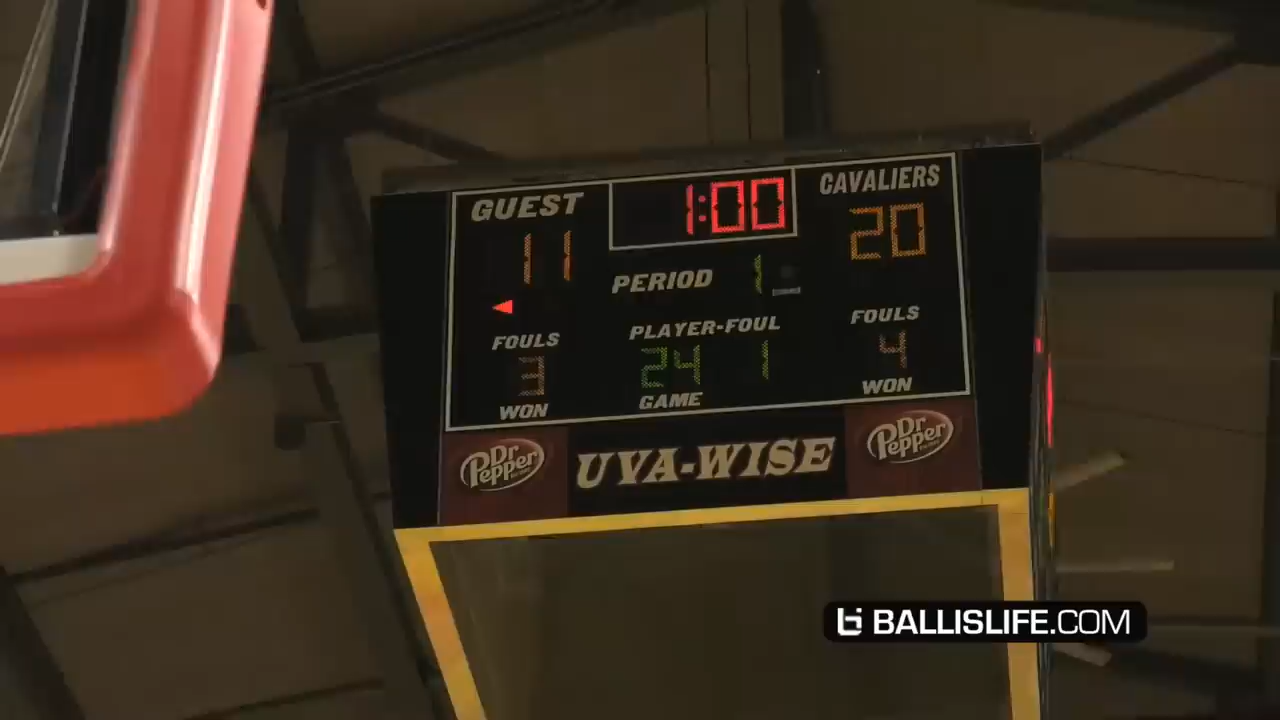 GUEST 1:00 CAVALIERS
11 20
PERIOD 1
FOULS PLAYER-FOUL FOULS
3 24 1 4
WON GAME WON
Dr Pepper UVA-WISE Dr Pepper
BALLISLIFE.COM